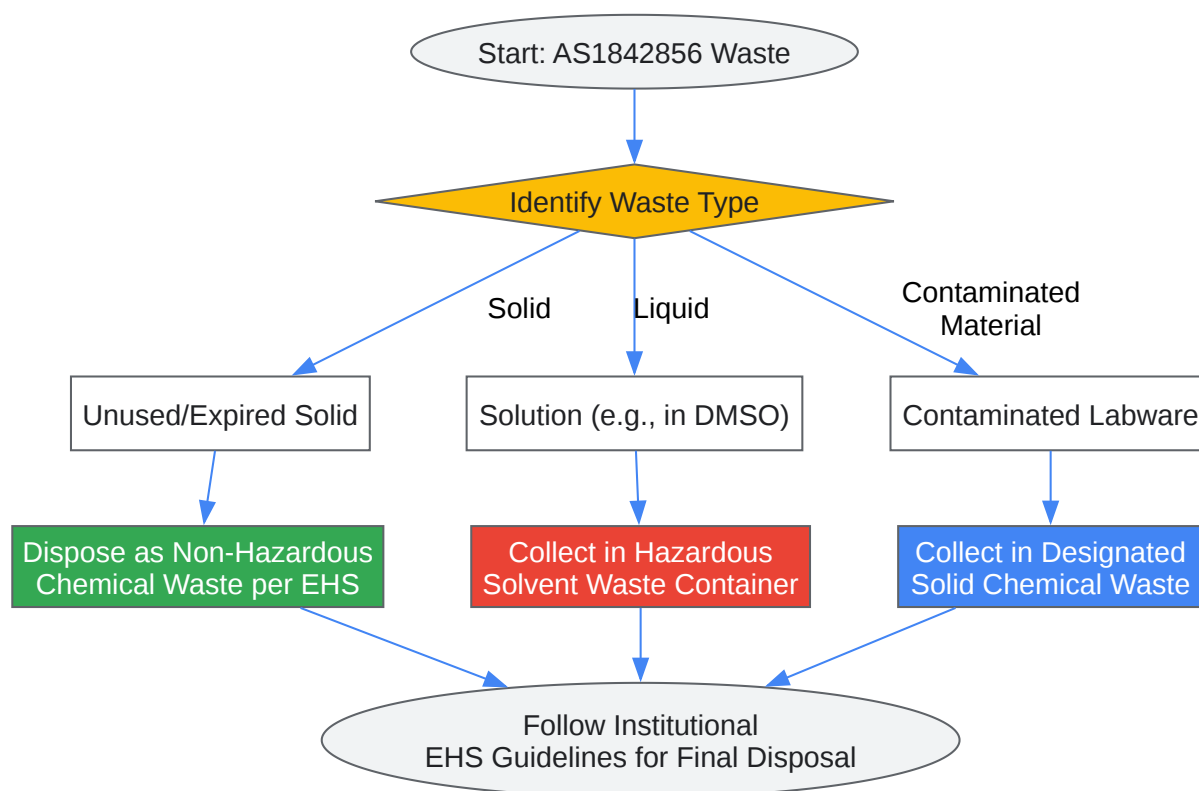 Start: AS1842856 Waste
Identify Waste Type
Solid
Liquid
Contaminated
Material
Unused/Expired Solid
Solution (e.g., in DMSO)
Contaminated Labware
Dispose as Non-Hazardous
Chemical Waste per EHS
Collect in Hazardous
Solvent Waste Container
Collect in Designated
Solid Chemical Waste
Follow Institutional
EHS Guidelines for Final Disposal